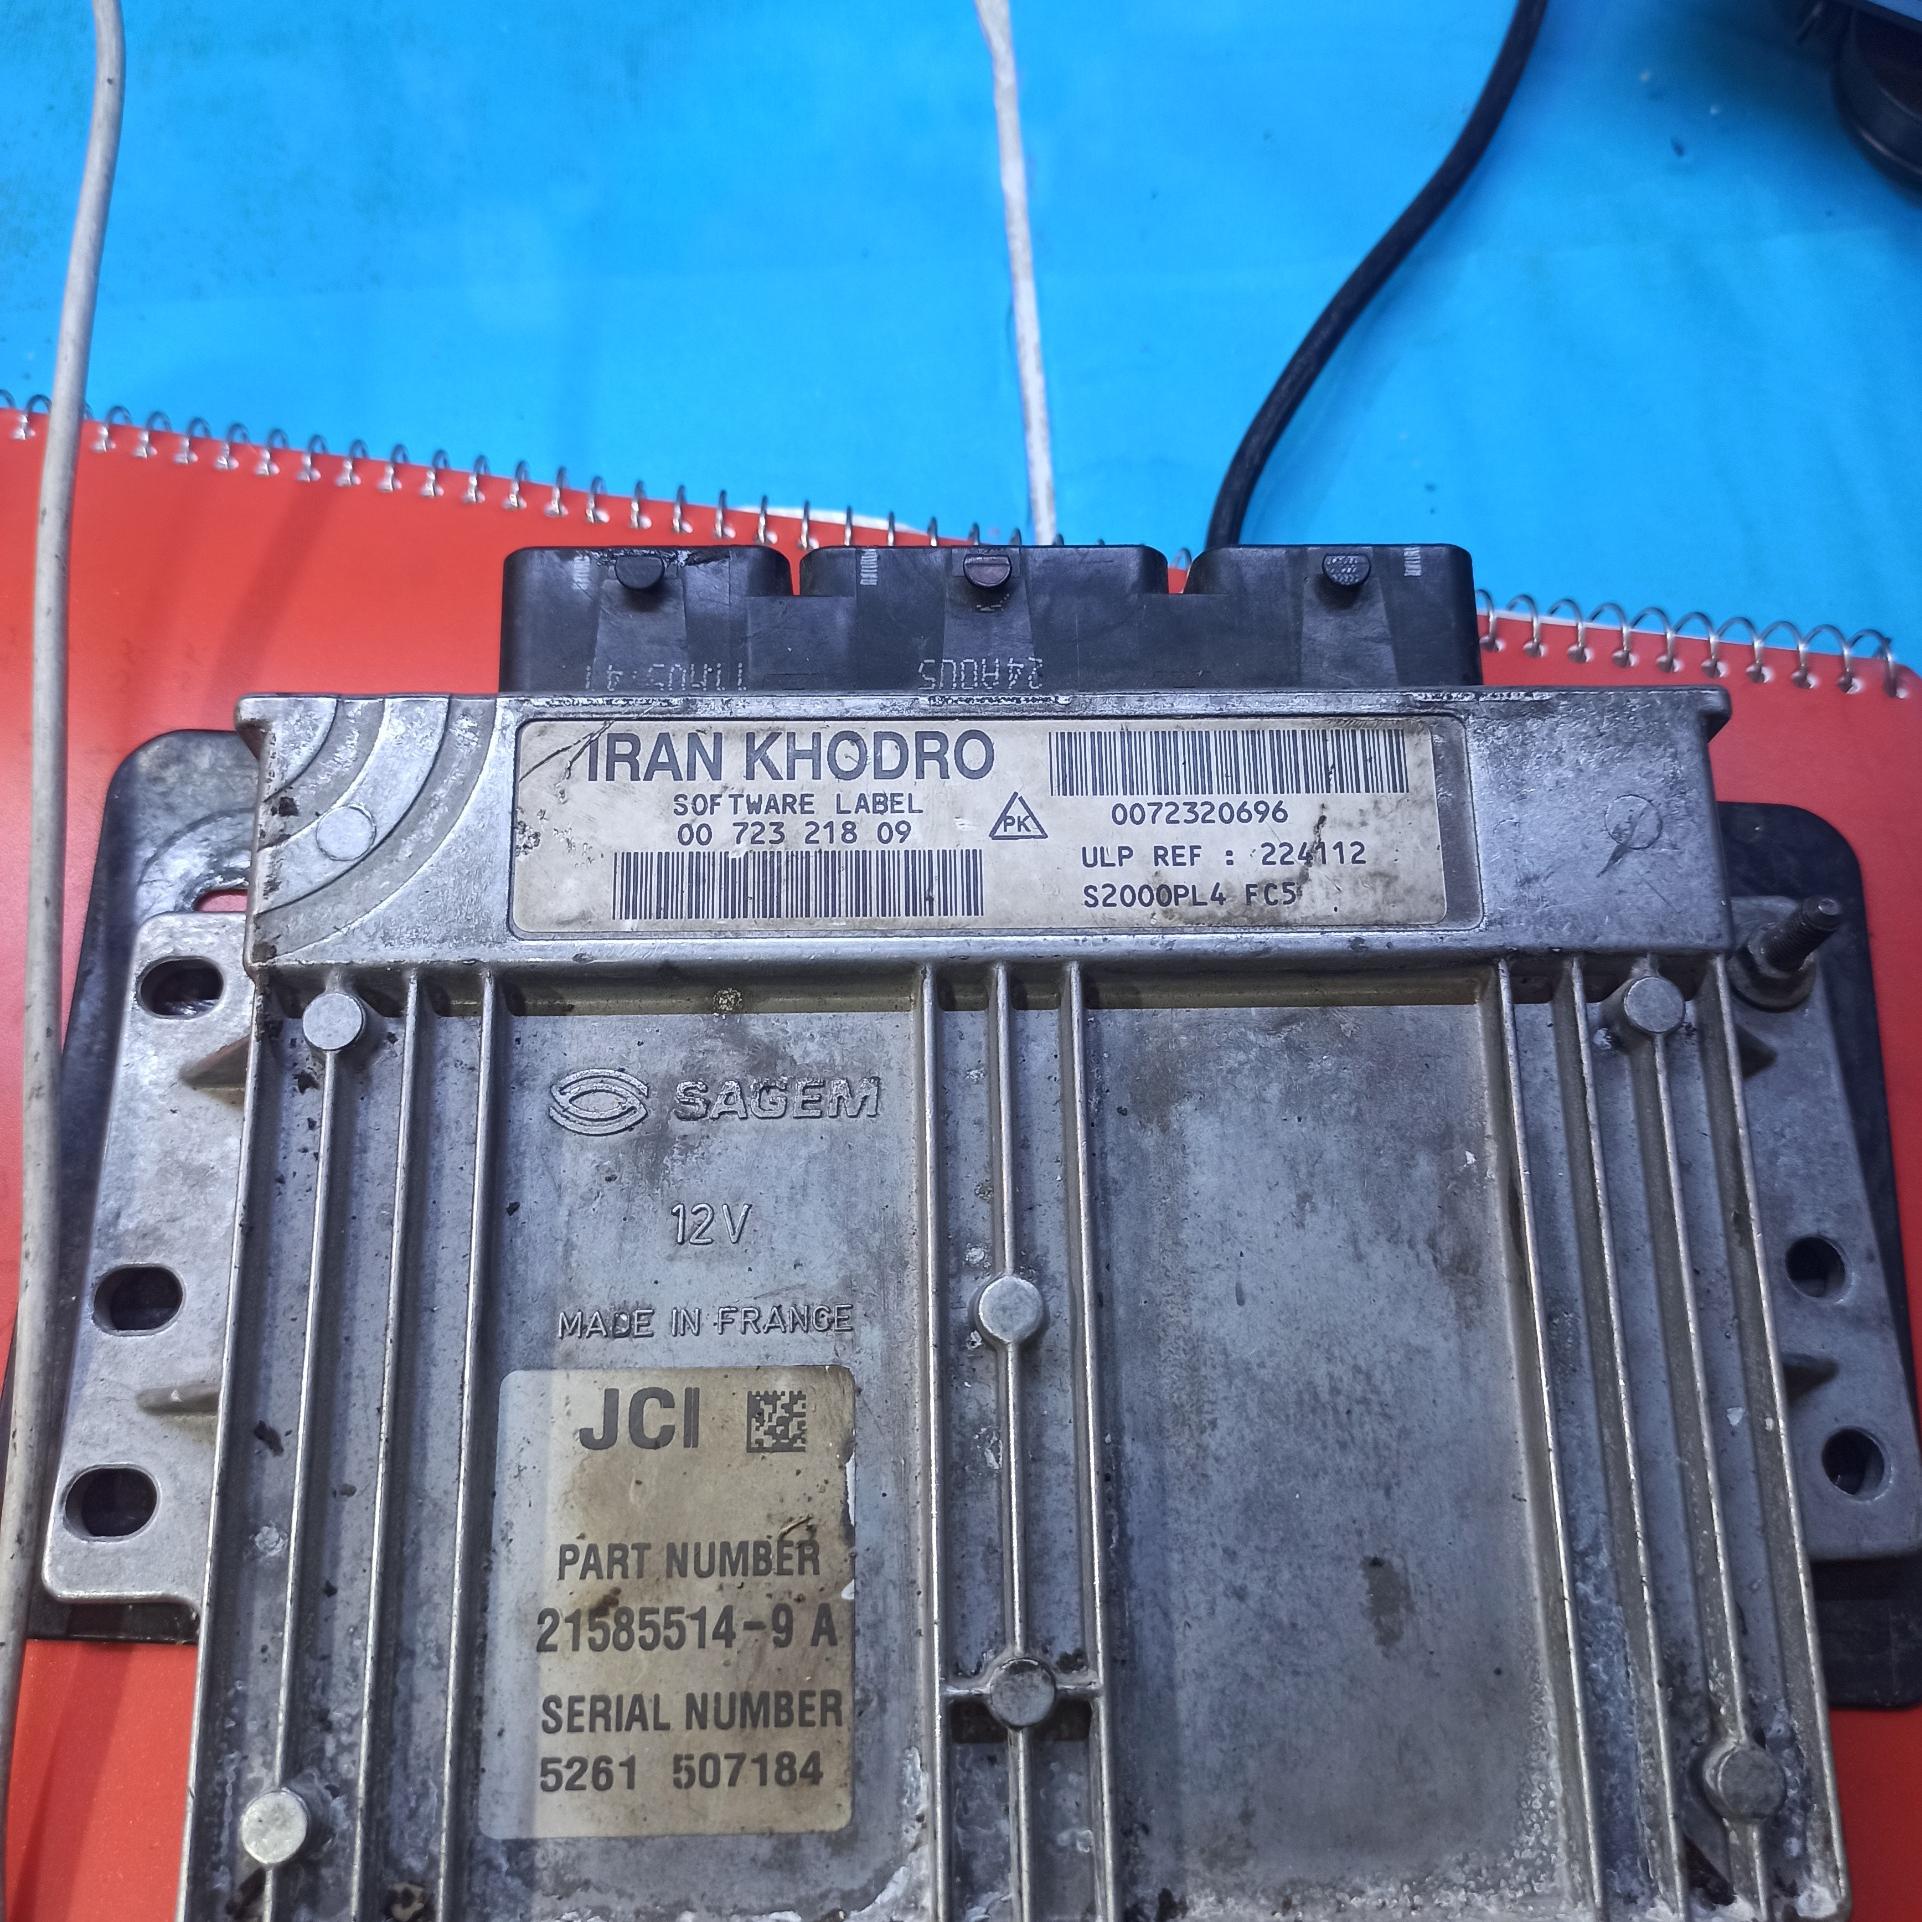 IRAN KHODRO
SOFTWARE LABEL
00 723 218 09
PK
0072320696
ULP REF : 224112
S2000PL4 FC5
SAGEM
12V
MADE IN FRANCE
JCI
PART NUMBER
21585514-9 A
SERIAL NUMBER
5261 507184